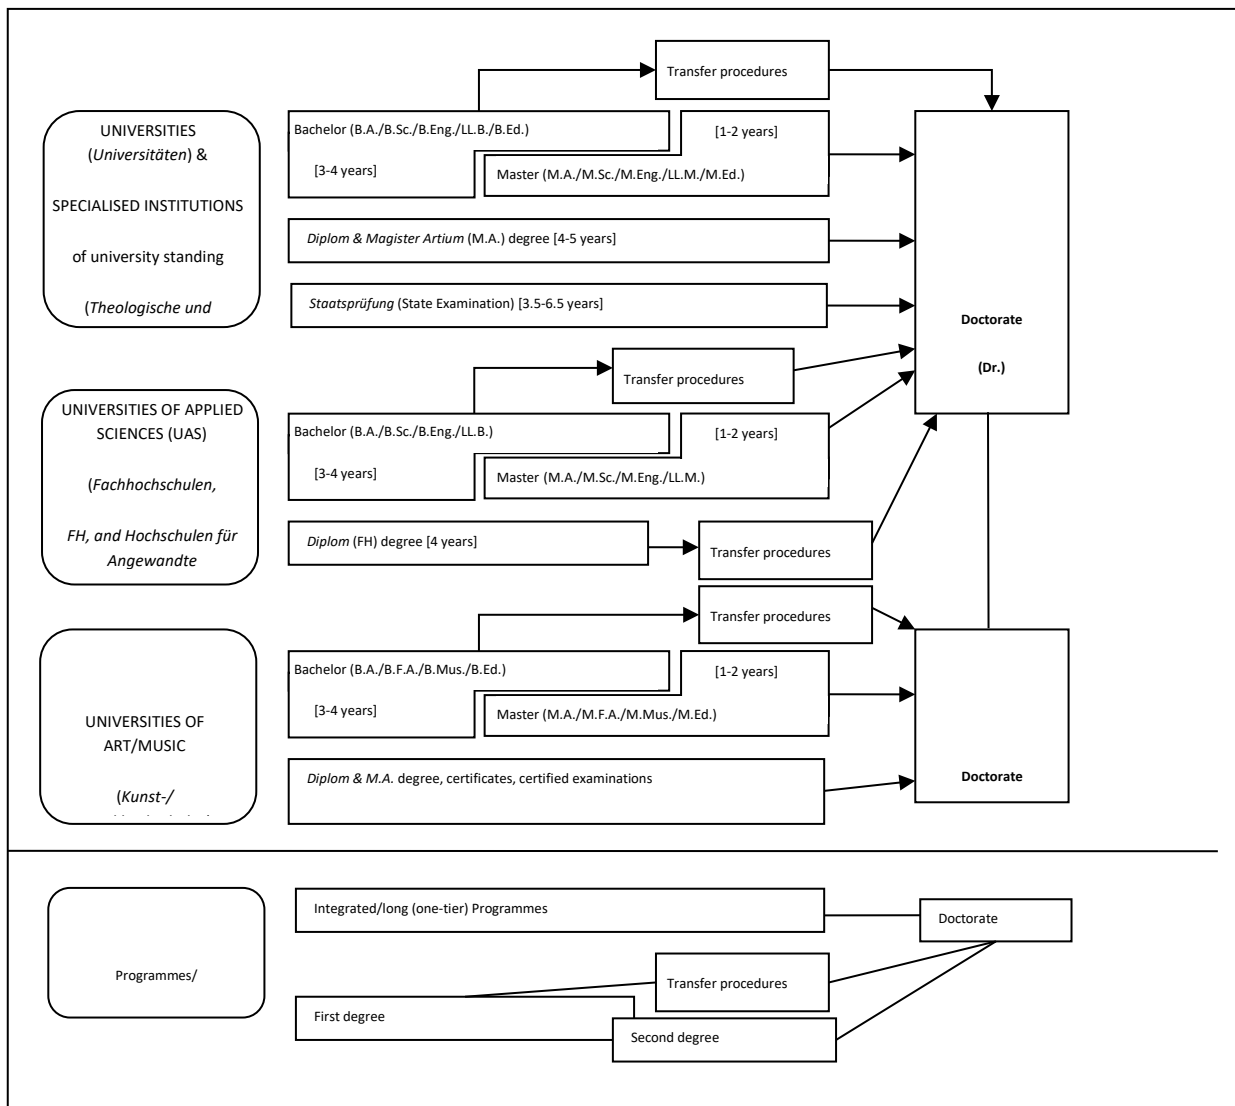 Transfer procedures
UNIVERSITIES
(Universitäten) &
SPECIALISED INSTITUTIONS
of university standing
(Theologische und
Bachelor (B.A./B.Sc./B.Eng./LL.B./B.Ed.)
[3-4 years]
[1-2 years]
Master (M.A./M.Sc./M.Eng./LL.M./M.Ed.)
Diplom & Magister Artium (M.A.) degree [4-5 years]
Staatsprüfung (State Examination) [3.5-6.5 years]
Doctorate
(Dr.)
Transfer procedures
UNIVERSITIES OF APPLIED
SCIENCES (UAS)
(Fachhochschulen,
FH, and Hochschulen für
Angewandte
Bachelor (B.A./B.Sc./B.Eng./LL.B.)
[3-4 years]
[1-2 years]
Master (M.A./M.Sc./M.Eng./LL.M.)
Diplom (FH) degree [4 years]
Transfer procedures
Transfer procedures
UNIVERSITIES OF
ART/MUSIC
(Kunst-/
Bachelor (B.A./B.F.A./B.Mus./B.Ed.)
[3-4 years]
[1-2 years]
Master (M.A./M.F.A./M.Mus./M.Ed.)
Diplom & M.A. degree, certificates, certified examinations
Doctorate
Programmes/
Integrated/long (one-tier) Programmes
Doctorate
Transfer procedures
First degree
Second degree